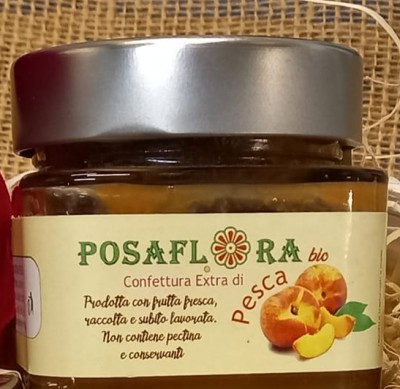 POSAFLORA bio
Confettura Extra di
Pesca
Prodotta con frutta fresca,
raccolta e subito lavorata.
Non contiene pectina
e conservanti